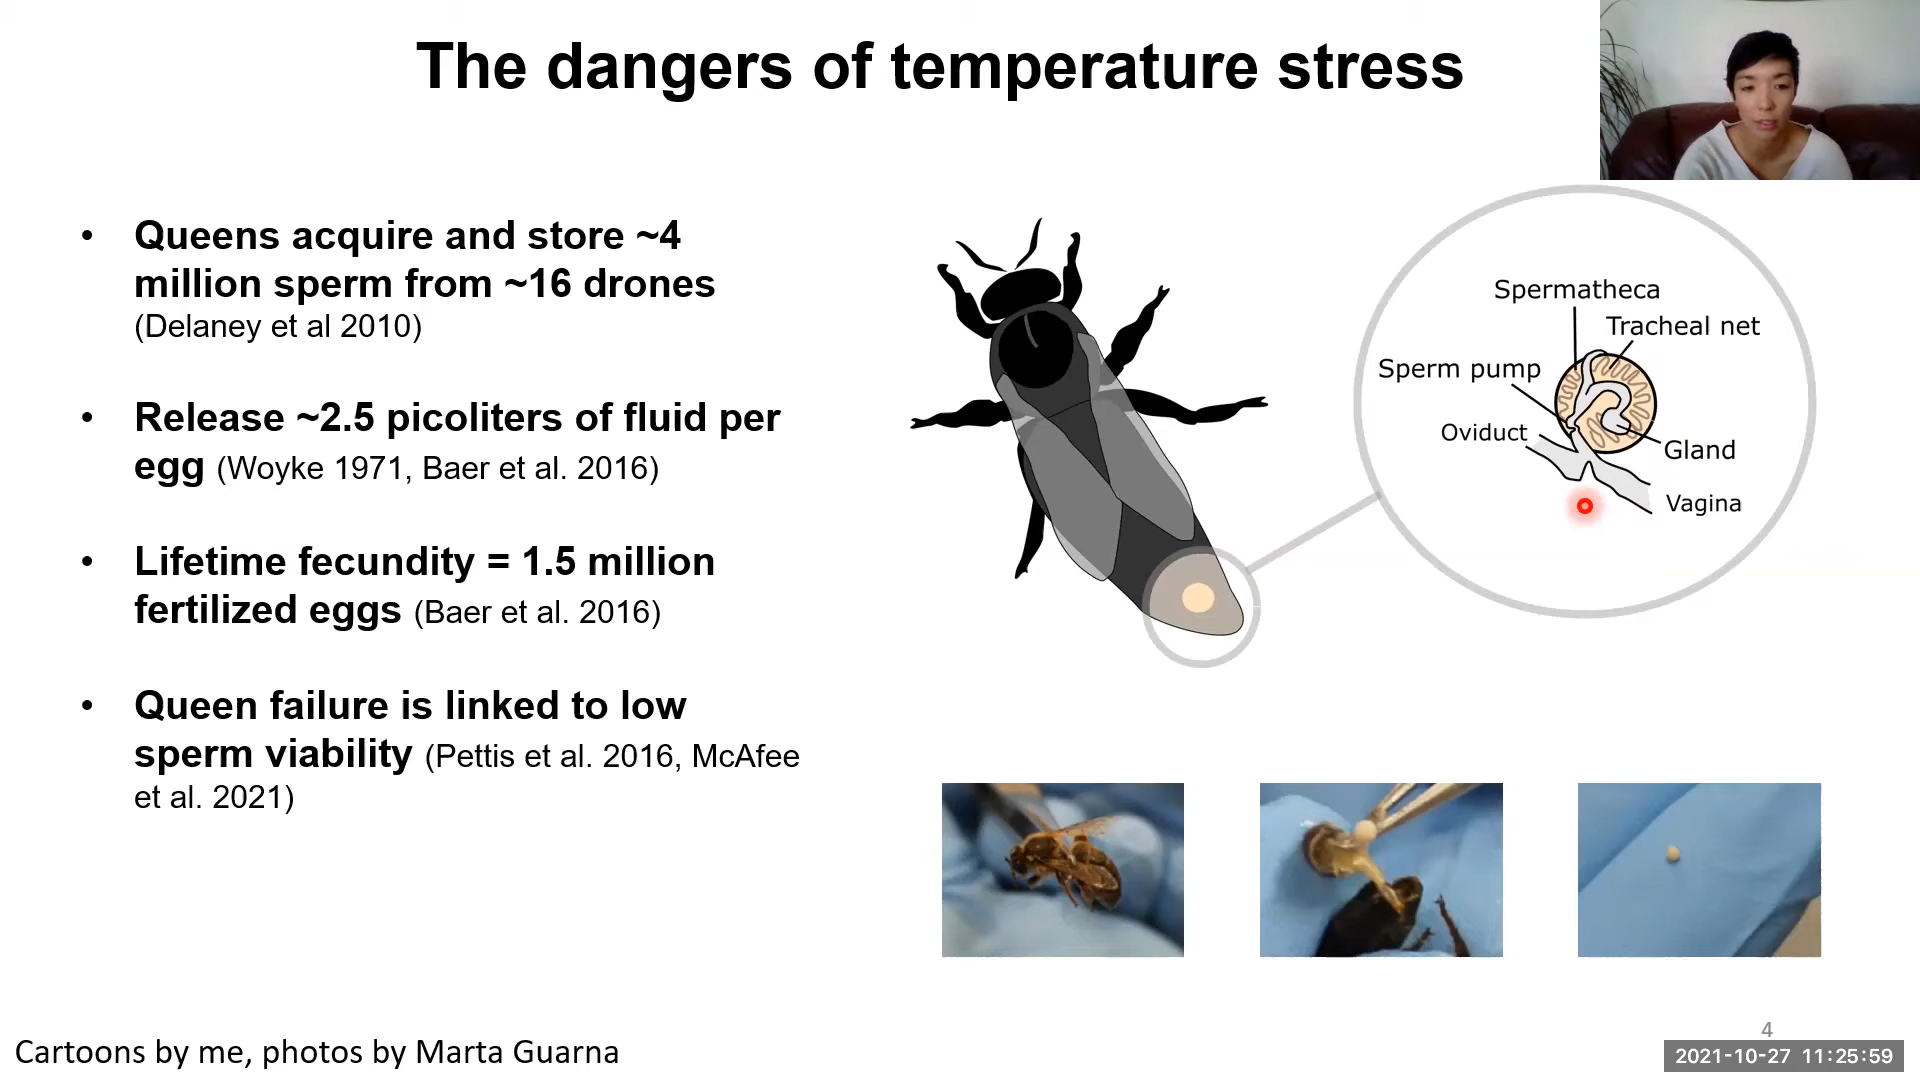 The dangers of temperature stress
• Queens acquire and store ~4
million sperm from ~16 drones
(Delaney et al 2010)
• Release ~2.5 picoliters of fluid per
egg (Woyke 1971, Baer et al. 2016)
• Lifetime fecundity = 1.5 million
fertilized eggs (Baer et al. 2016)
• Queen failure is linked to low
sperm viability (Pettis et al. 2016, McAfee
et al. 2021)
Spermatheca
Tracheal net
Sperm pump
Oviduct
Gland
Vagina
Cartoons by me, photos by Marta Guarna
4
2021-10-27 11:25:59